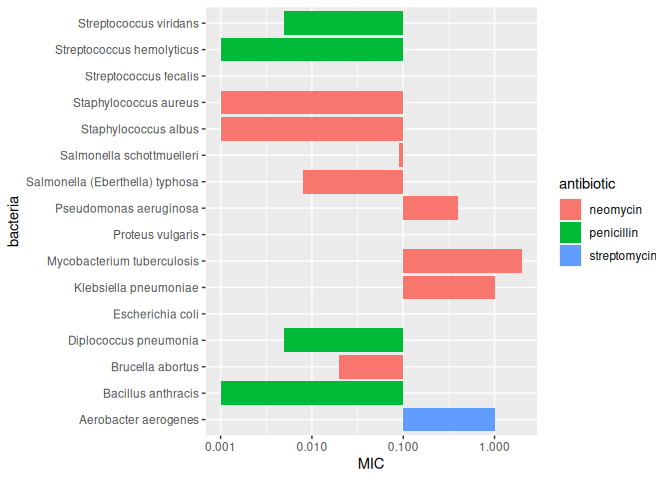 Streptococcus viridans
Streptococcus hemolyticus
Streptococcus fecalis
Staphylococcus aureus
Staphylococcus albus
Salmonella schottmuelleri
Salmonella (Eberthella) typhosa
Pseudomonas aeruginosa
Proteus vulgaris
Mycobacterium tuberculosis
Klebsiella pneumoniae
Escherichia coli
Diplococcus pneumonia
Brucella abortus
Bacillus anthracis
Aerobacter aerogenes
bacteria
0.001 0.010 0.100 1.000
MIC
antibiotic
neomycin
penicillin
streptomycin